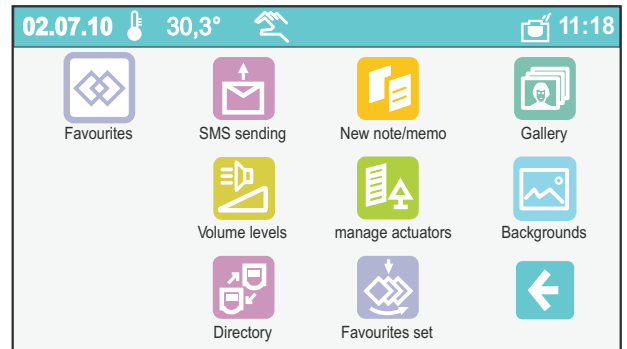 02.07.10 30,3° 11:18
Favourites SMS sending New note/memo Gallery
Volume levels manage actuators Backgrounds
Directory Favourites set